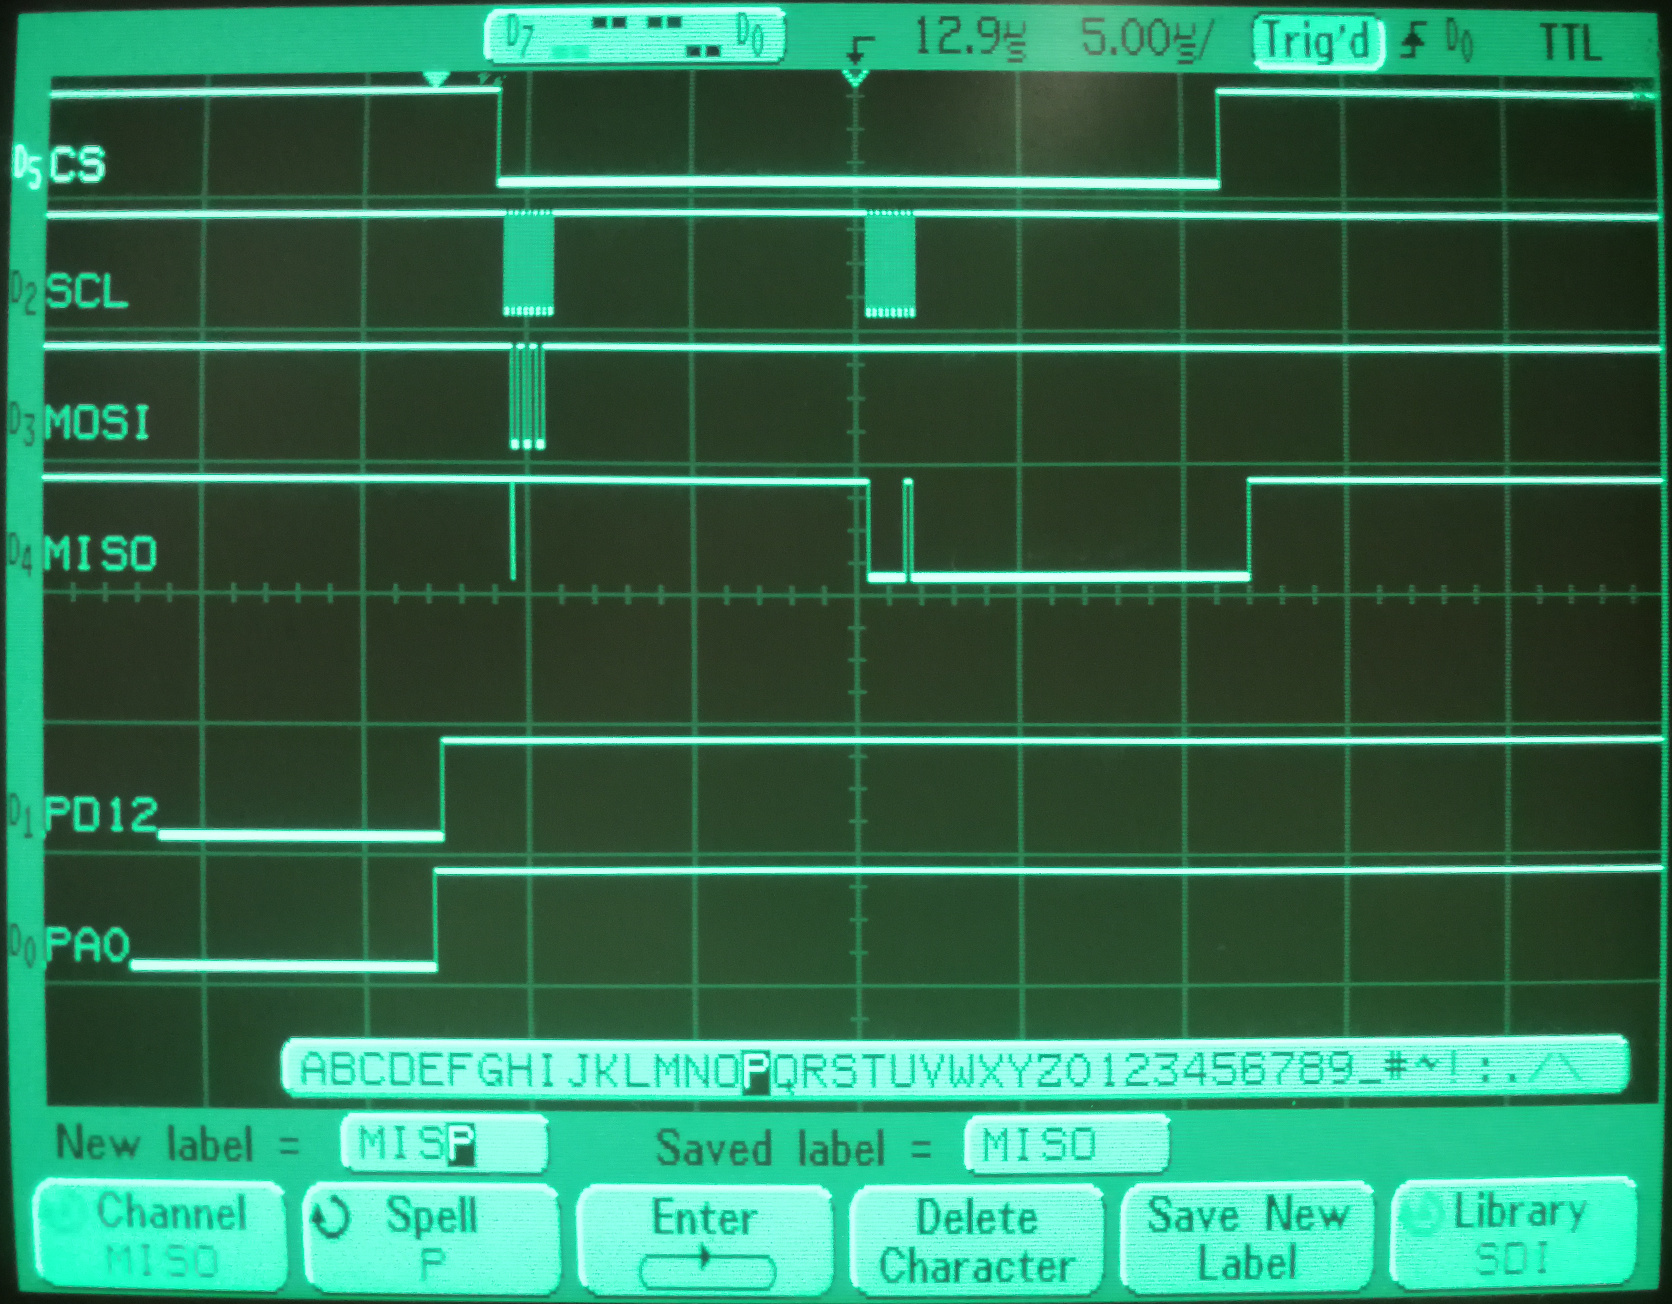 D7 D0 12.9µs 5.00µs/ Trig'd D0 TTL
D5 CS
D2 SCL
D3 MOSI
D4 MISO
D1 PD12
D0 PA0
ABCDEFGHIJKLMNOPQRSTUVWXYZ0123456789_#~!:./\
New label = MISP Saved label = MISO
Channel Spell Enter Delete Save New Library
MISO P Character Label SDI